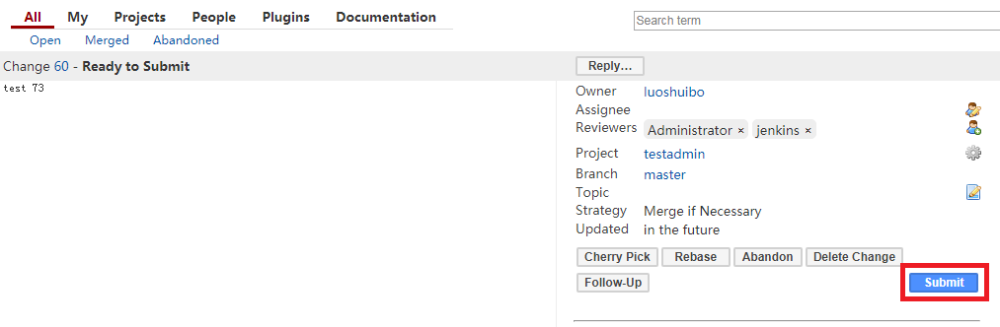 All My Projects People Plugins Documentation
Search term
Open Merged Abandoned
Change 60 - Ready to Submit
Reply...
test 73
Owner luoshuibo
Assignee
Reviewers Administrator × jenkins ×
Project testadmin
Branch master
Topic
Strategy Merge if Necessary
Updated in the future
Cherry Pick Rebase Abandon Delete Change
Follow-Up Submit